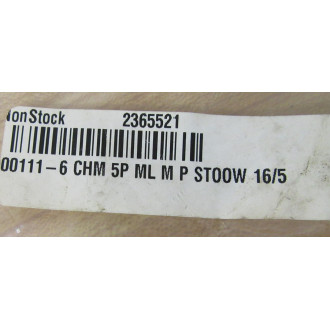 NonStock 2365521
00111-6 CHM 5P ML M P STOOW 16/5